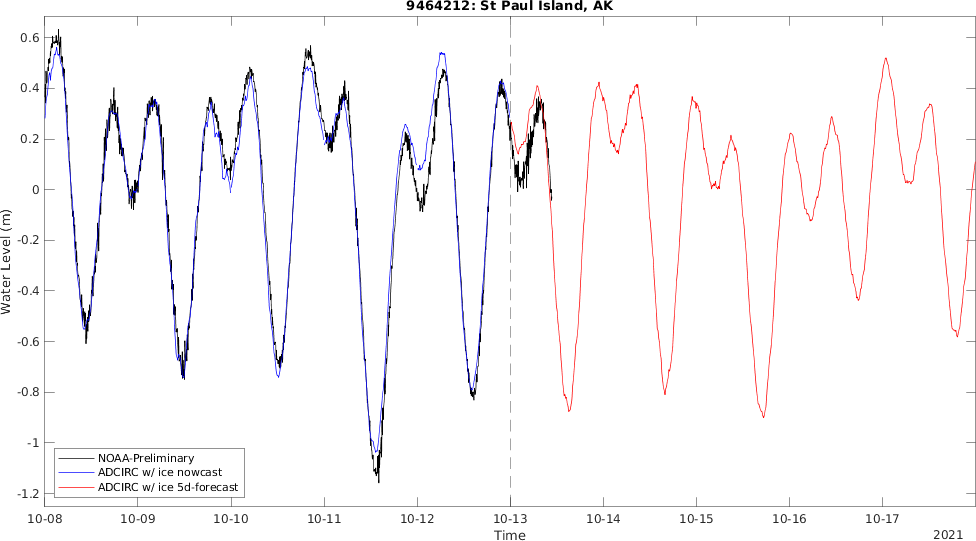 9464212: St Paul Island, AK
Water Level (m)
0.6
0.4
0.2
0
-0.2
-0.4
-0.6
-0.8
-1
-1.2
NOAA-Preliminary
ADCIRC w/ ice nowcast
ADCIRC w/ ice 5d-forecast
10-08 10-09 10-10 10-11 10-12 10-13 10-14 10-15 10-16 10-17
Time
2021